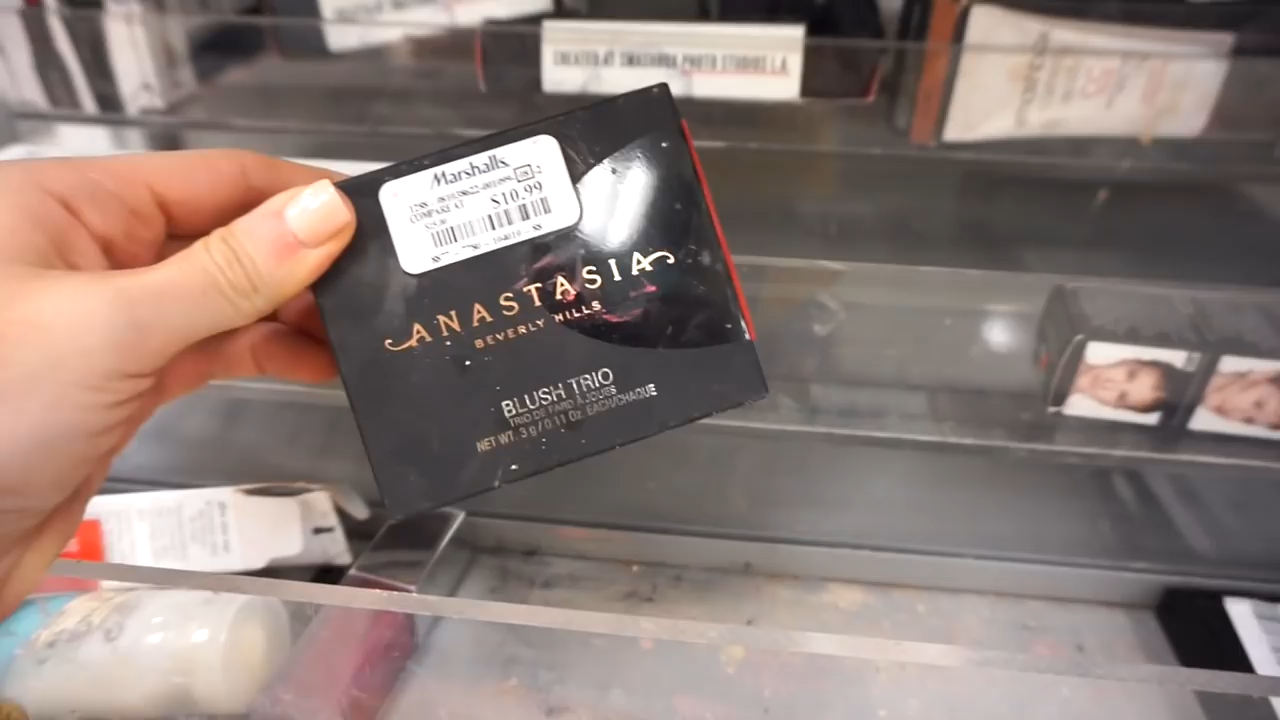 CREATED AT SMASHBOX PHOTO STUDIOS L.A.
Marshalls
COMPARE AT
$10.99
ANASTASIA
BEVERLY HILLS
BLUSH TRIO
TRIO DE FARD À JOUES
NET WT. 3 g / 0.11 Oz. EACH/CHAQUE